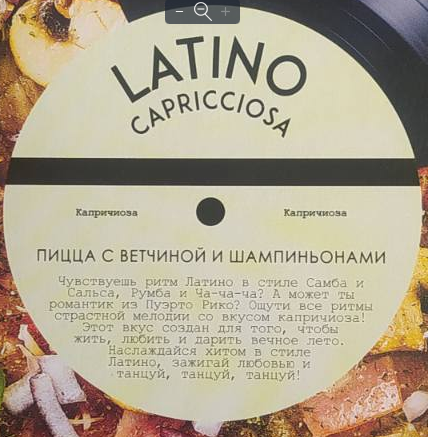 LATINO
CAPRICCIOSA
Капричиоза Капричиоза
ПИЦЦА С ВЕТЧИНОЙ И ШАМПИНЬОНАМИ
Чувствуешь ритм Латино в стиле Самба и
Сальса, Румба и Ча-ча-ча? А может ты
романтик из Пуэрто Рико? Ощути все ритмы
страстной мелодии со вкусом капричиоза!
Этот вкус создан для того, чтобы
жить, любить и дарить вечное лето.
Наслаждайся хитом в стиле
Латино, зажигай любовью и
танцуй, танцуй, танцуй!